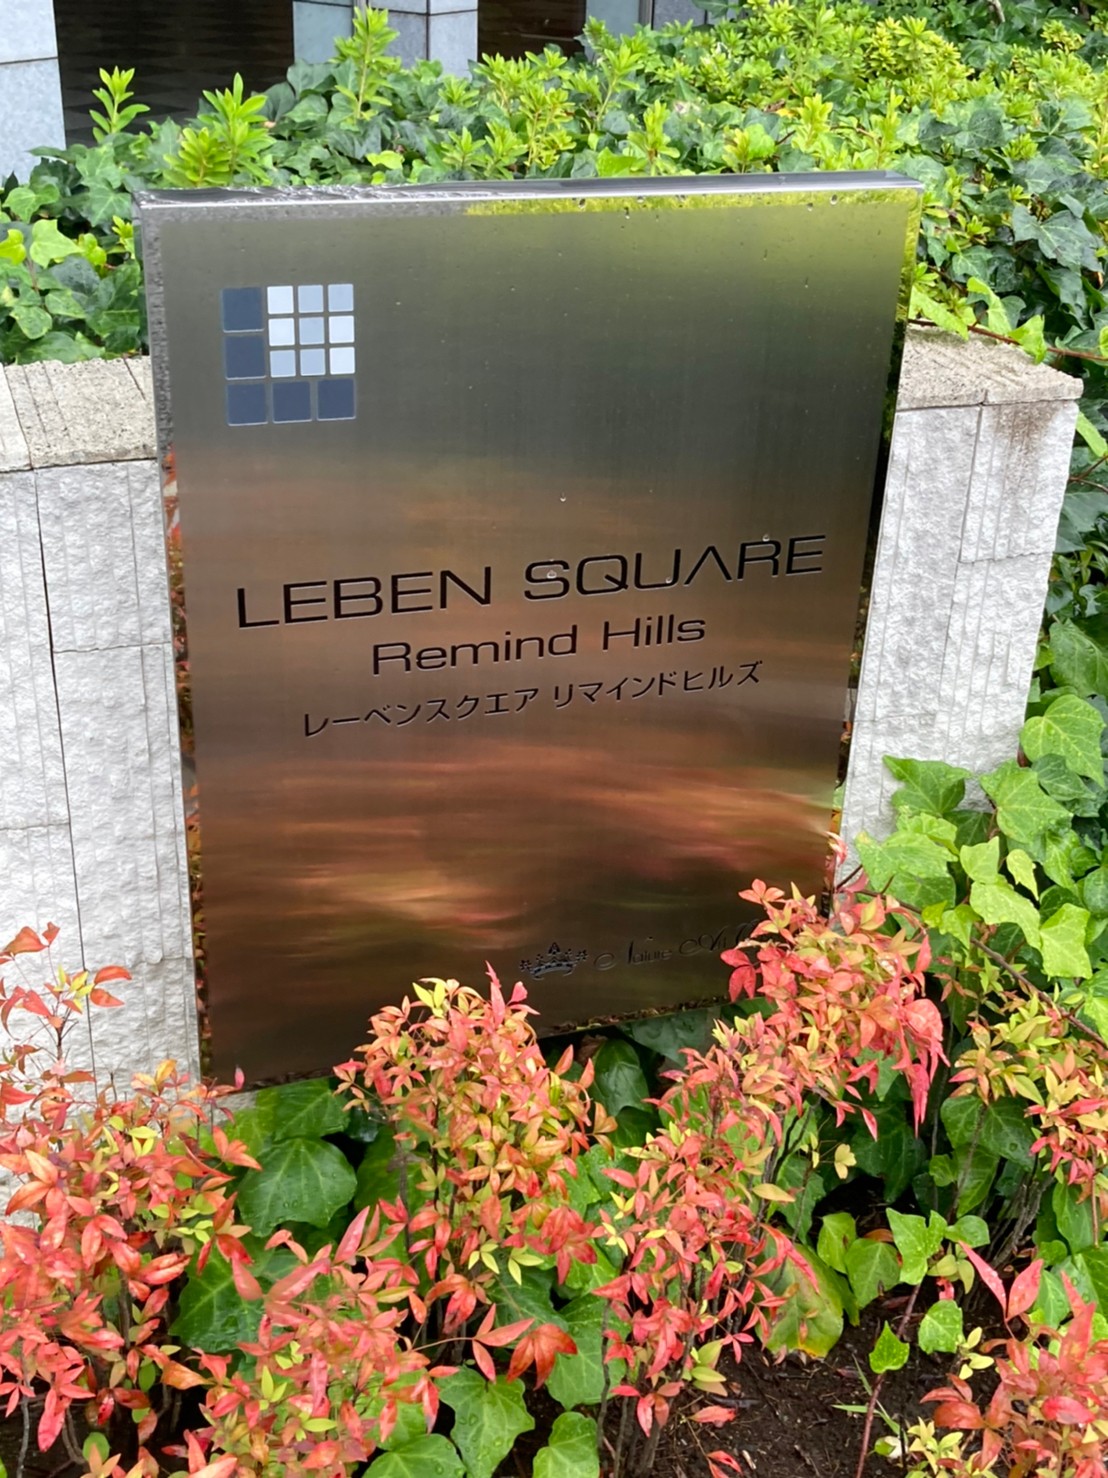 LEBEN SQUARE
Remind Hills
レーベンスクエア リマインドヒルズ
Nature